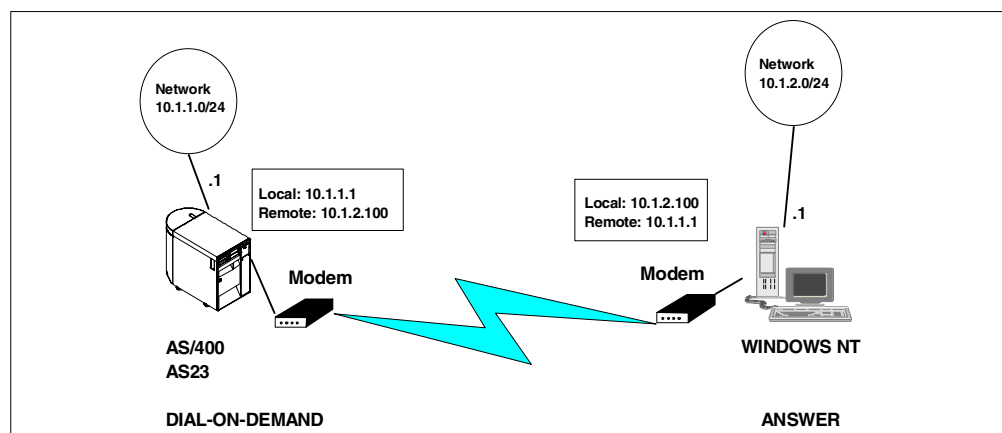 Network
10.1.1.0/24
Network
10.1.2.0/24
.1
Local: 10.1.1.1
Remote: 10.1.2.100
Local: 10.1.2.100
Remote: 10.1.1.1
.1
Modem
Modem
AS/400
AS23
WINDOWS NT
DIAL-ON-DEMAND
ANSWER